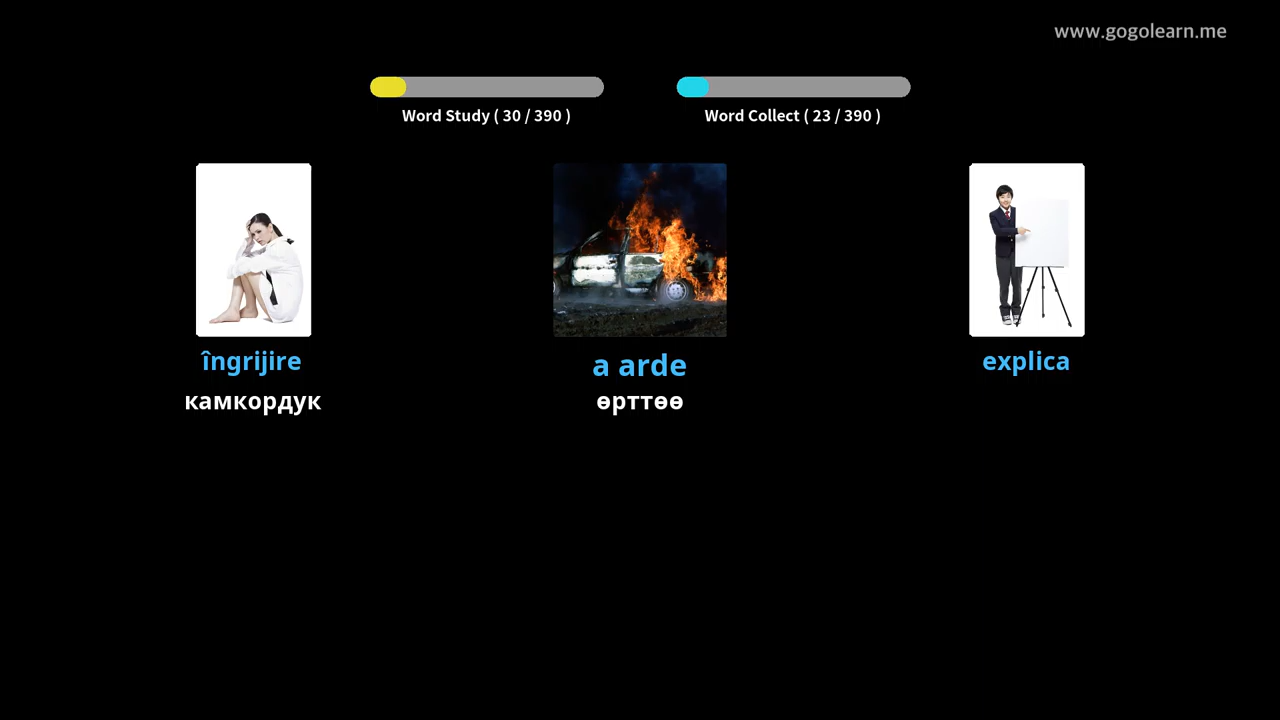 www.gogolearn.me
Word Study ( 30 / 390 )
Word Collect ( 23 / 390 )
îngrijire
a arde
explica
камкордук
өрттөө